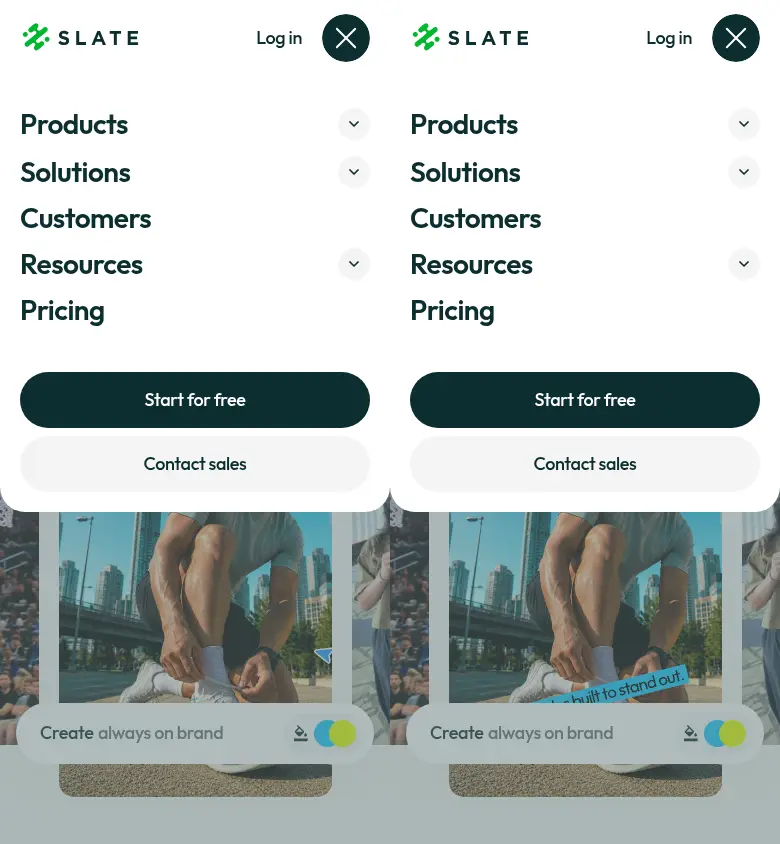 SLATE
Log in
Products
Solutions
Customers
Resources
Pricing
Start for free
Contact sales
Create always on brand
SLATE
Log in
Products
Solutions
Customers
Resources
Pricing
Start for free
Contact sales
built to stand out.
Create always on brand